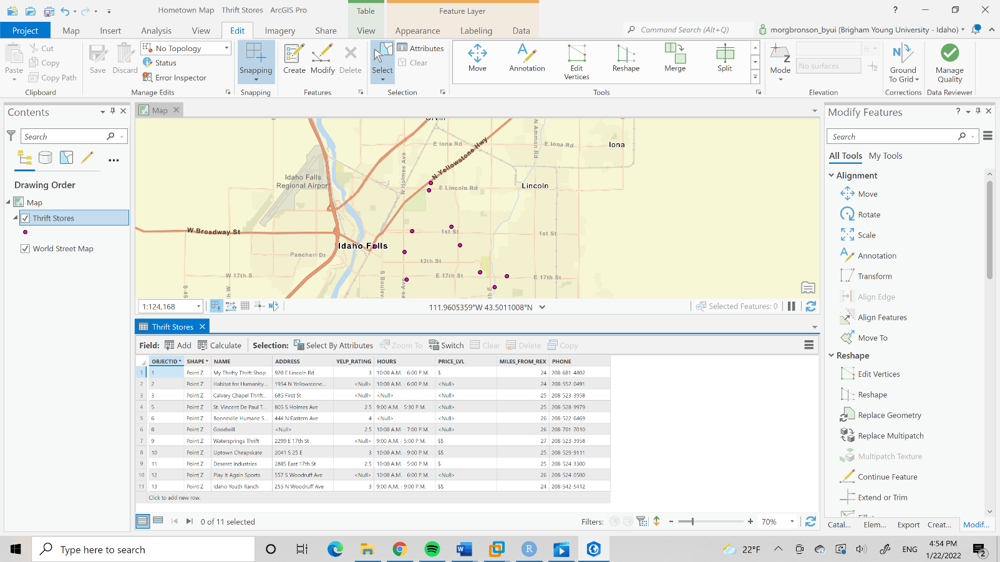 Hometown Map Thrift Stores ArcGIS Pro
Table
Feature Layer
?
Project Map Insert Analysis View Edit Imagery Share View Appearance Labeling Data
Command Search (Alt+Q)
morgbronson_byui (Brigham Young University - Idaho)
Paste
Cut
Copy
Copy Path
Clipboard
Save
Discard
No Topology
Status
Error Inspector
Manage Edits
Snapping
Snapping
Create
Modify
Delete
Features
Select
Attributes
Clear
Selection
Move
Annotation
Edit
Vertices
Reshape
Merge
Split
Tools
Mode
ft
No surfaces
Elevation
Ground
To Grid
Corrections
Manage
Quality
Data Reviewer
Contents
Search
Drawing Order
Map
Thrift Stores
World Street Map
Map
N Ammon Rd
E Iona Rd
E Iona Rd
Iona
N Yellowstone Hwy
N Holmes Ave
Idaho Falls
Regional Airport
E Lincoln Rd
Lincoln
W Broadway St
1st St
1st St
Idaho Falls
Pancheri Dr
12th St
W 17th S
E 17th St
E 17th St
S 45
S Boulev
1:124,168
111.9605359°W 43.5011008°N
Selected Features: 0
Thrift Stores
Field: Add Calculate Selection: Select By Attributes Zoom To Switch Clear Delete Copy
OBJECTID * SHAPE * NAME ADDRESS YELP_RATING HOURS PRICE_LVL MILES_FROM_REX PHONE
1 1 Point Z My Thrifty Thrift Shop 920 E Lincoln Rd 3 10:00 A.M. - 6:00 P.M. $ 24 208-681-4802
2 2 Point Z Habitat for Humanity... 1954 N Yellowstone... <Null> 10:00 A.M. - 6:00 P.M. <Null> 24 208-552-0491
3 3 Point Z Calvary Chapel Thrift... 685 First St <Null> <Null> <Null> 25 208-523-3958
4 5 Point Z St. Vincent De Paul T... 805 S Holmes Ave 2.5 9:00 A.M. - 5:30 P.M. <Null> 25 208-528-9979
5 6 Point Z Bonneville Humane S... 444 N Eastern Ave 4 <Null> <Null> 26 208-522-6469
6 8 Point Z Goodwill <Null> 2.5 10:00 A.M. - 7:00 P.M. <Null> 26 208-701-7010
7 9 Point Z Watersprings Thrift 2299 E 17th St <Null> 9:00 A.M. - 5:00 P.M. $$ 27 208-523-3958
8 10 Point Z Uptown Cheapskate 2041 S 25 E 3 10:00 A.M. - 9:00 P.M. $$ 25 208-529-9111
9 11 Point Z Deseret Industries 2885 East 17th St 2.5 10:00 A.M. - 5:00 P.M. $ 25 208-524-3300
10 12 Point Z Play It Again Sports 557 S Woodruff Ave <Null> 10:00 A.M. - 6:00 P.M. <Null> 26 208-524-0500
11 13 Point Z Idaho Youth Ranch 255 N Woodruff Ave 3 9:00 A.M. - 9:00 P.M. $$ 24 208-542-5412
Click to add new row.
0 of 11 selected
Filters:
70%
Modify Features
?
Search
All Tools My Tools
Alignment
Move
Rotate
Scale
Annotation
Transform
Align Edge
Align Features
Move To
Reshape
Edit Vertices
Reshape
Replace Geometry
Replace Multipatch
Multipatch Texture
Continue Feature
Extend or Trim
Catal... Elem... Export Creat... Modif...
Type here to search
22°F
ENG
4:54 PM
1/22/2022
2